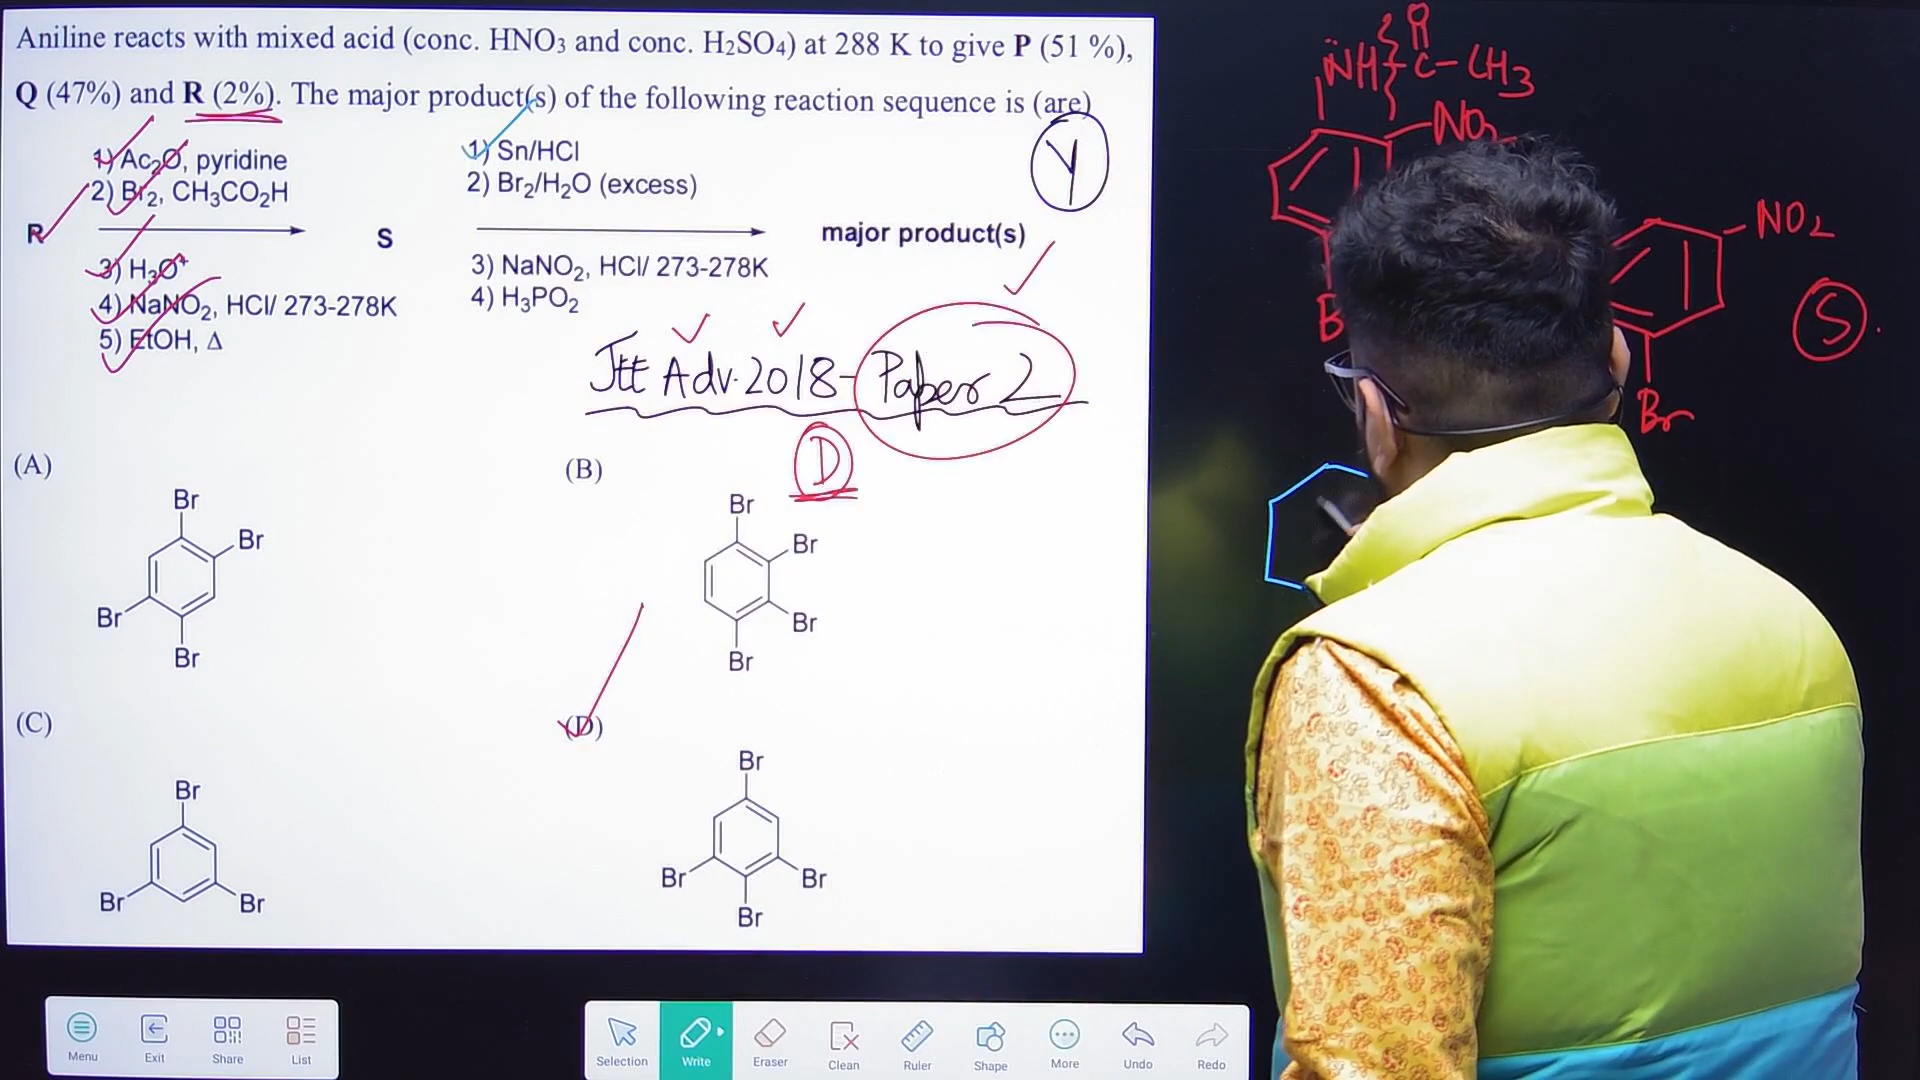 Aniline reacts with mixed acid (conc. HNO₃ and conc. H₂SO₄) at 288 K to give P (51 %),
Q (47%) and R (2%). The major product(s) of the following reaction sequence is (are)
1) Ac₂O, pyridine
2) Br₂, CH₃CO₂H
R
3) H₃O⁺
4) NaNO₂, HCl/ 273-278K
5) EtOH, Δ
S
1) Sn/HCl
2) Br₂/H₂O (excess)
3) NaNO₂, HCl/ 273-278K
4) H₃PO₂
major product(s)
Y
JEE Adv. 2018- Paper 2
D
(A)
Br
Br
Br
Br
(B)
Br
Br
Br
Br
(C)
Br
Br
Br
(D)
Br
Br
Br
Br
NH C-CH₃
O
NO₂
NO₂
S
Br
Menu
Exit
Share
List
Selection
Write
Eraser
Clean
Ruler
Shape
More
Undo
Redo